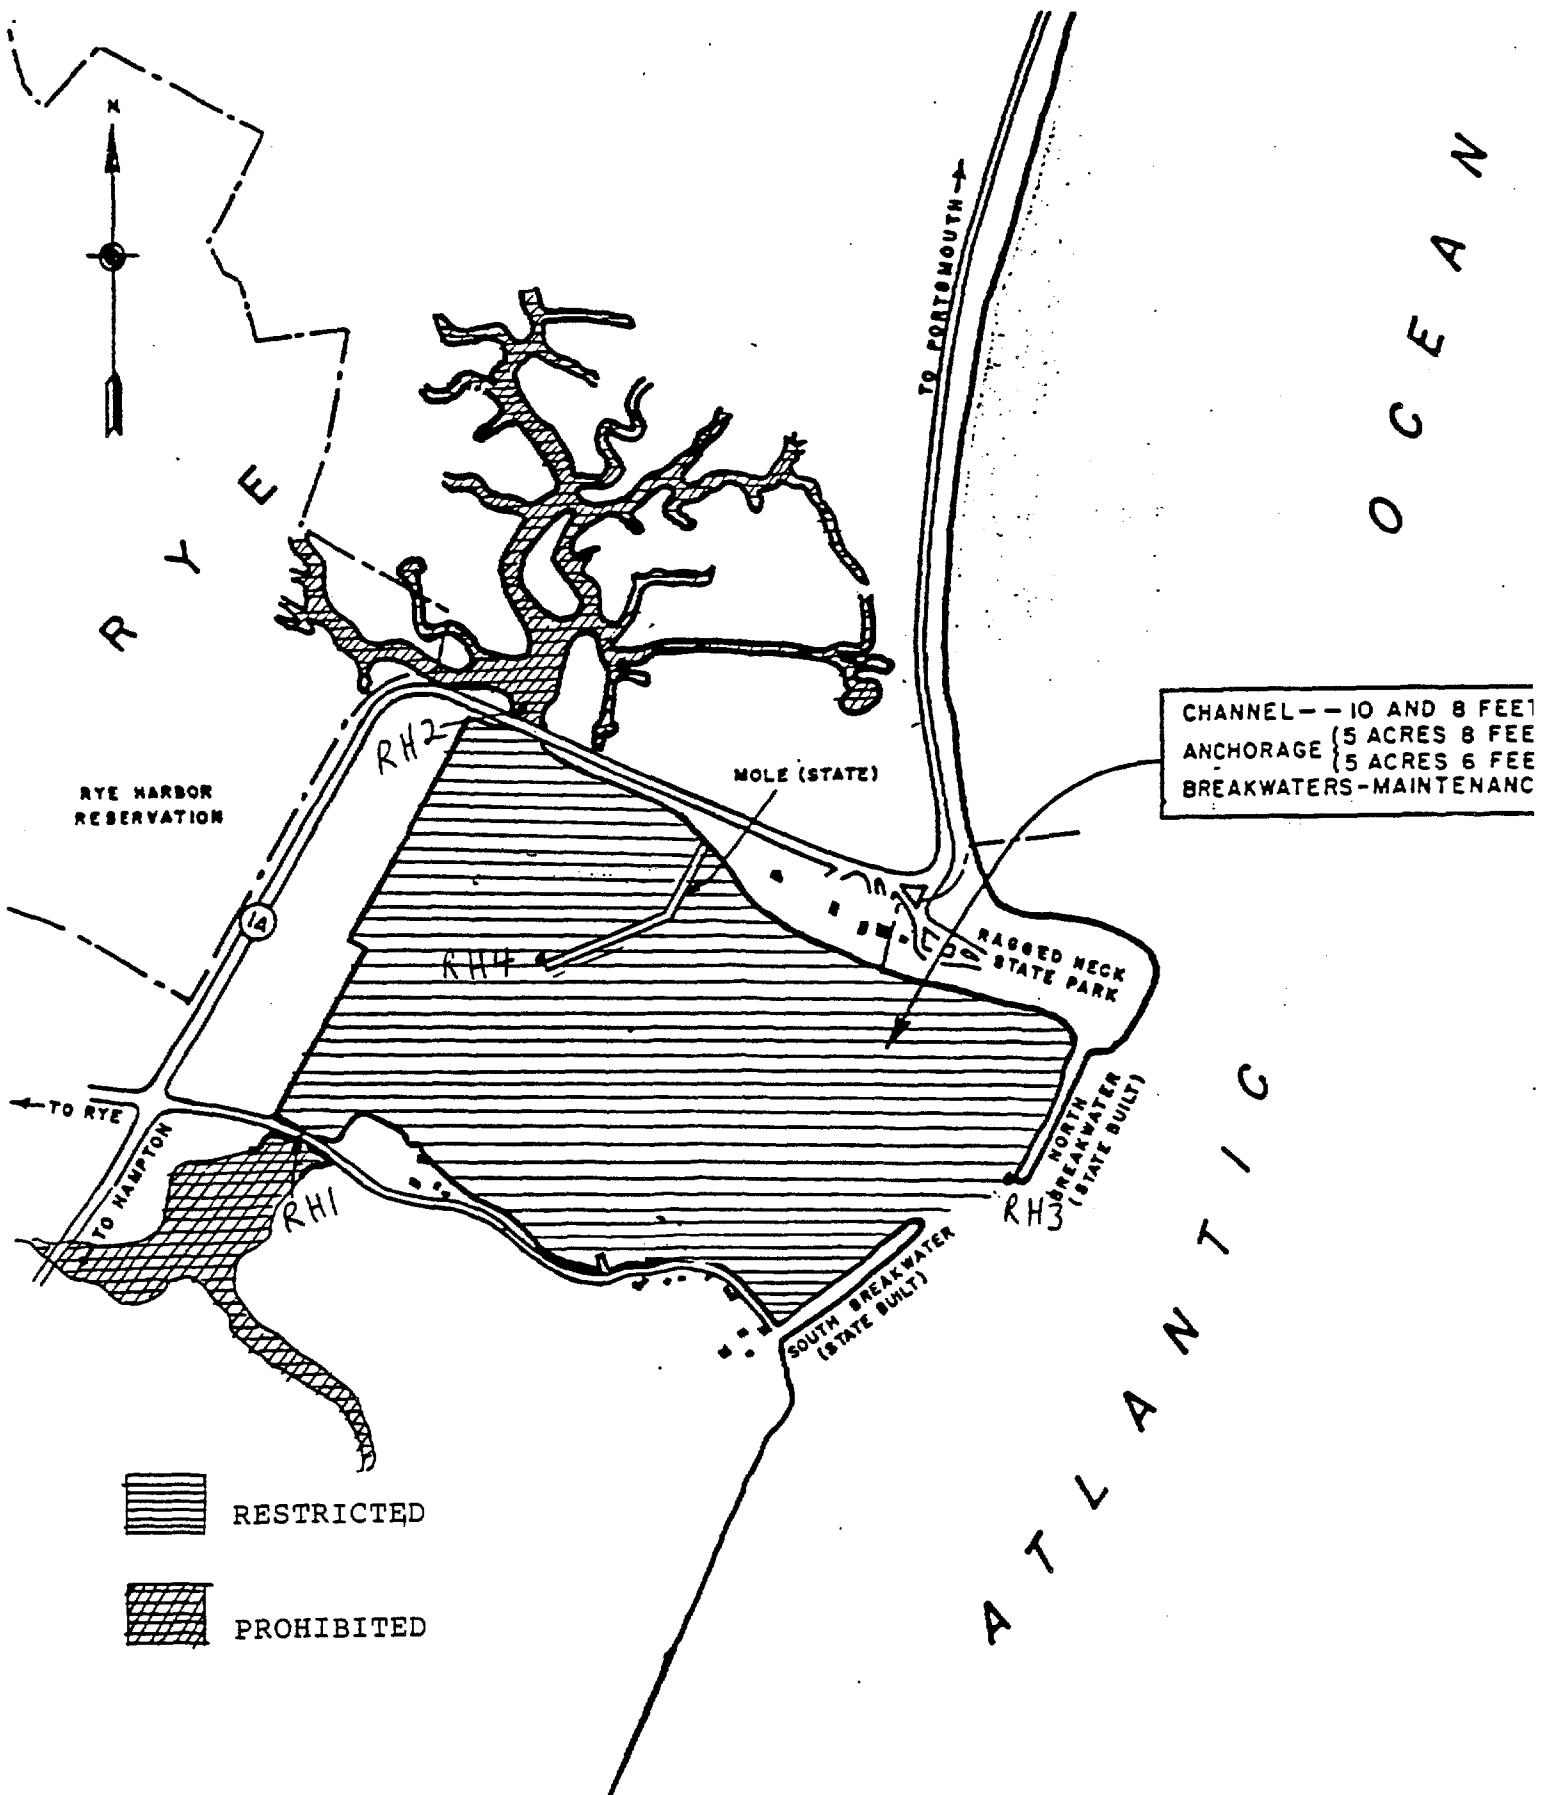 N
RYE
TO PORTSMOUTH
ATLANTIC OCEAN
CHANNEL--10 AND 8 FEET
ANCHORAGE {5 ACRES 8 FEE
{5 ACRES 6 FEE
BREAKWATERS-MAINTENANC
RH2
MOLE (STATE)
RYE HARBOR
RESERVATION
1A
RH4
RAGGED NECK
STATE PARK
TO RYE
TO HAMPTON
NORTH
BREAKWATER
(STATE BUILT)
RH1
RH3
SOUTH BREAKWATER
(STATE BUILT)
RESTRICTED
PROHIBITED